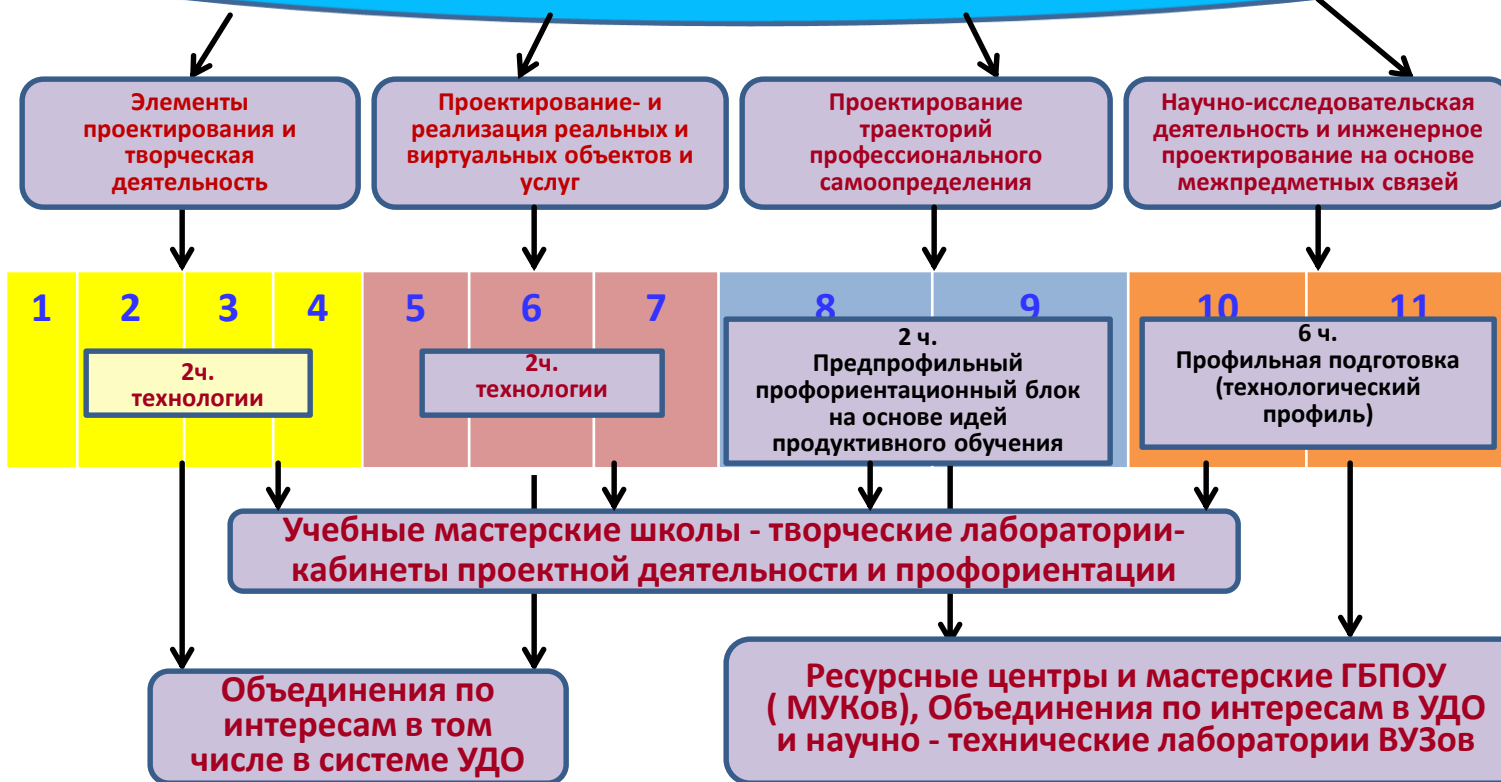 Элементы
проектирования и
творческая
деятельность
Проектирование- и
реализация реальных и
виртуальных объектов и
услуг
Проектирование
траекторий
профессионального
самоопределения
Научно-исследовательская
деятельность и инженерное
проектирование на основе
межпредметных связей
1 2 3 4 5 6 7 8 9 10 11
2ч.
технологии
2ч.
технологии
2 ч.
Предпрофильный
профориентационный блок
на основе идей
продуктивного обучения
6 ч.
Профильная подготовка
(технологический
профиль)
Учебные мастерские школы - творческие лаборатории-
кабинеты проектной деятельности и профориентации
Объединения по
интересам в том
числе в системе УДО
Ресурсные центры и мастерские ГБПОУ
( МУКов), Объединения по интересам в УДО
и научно - технические лаборатории ВУЗов